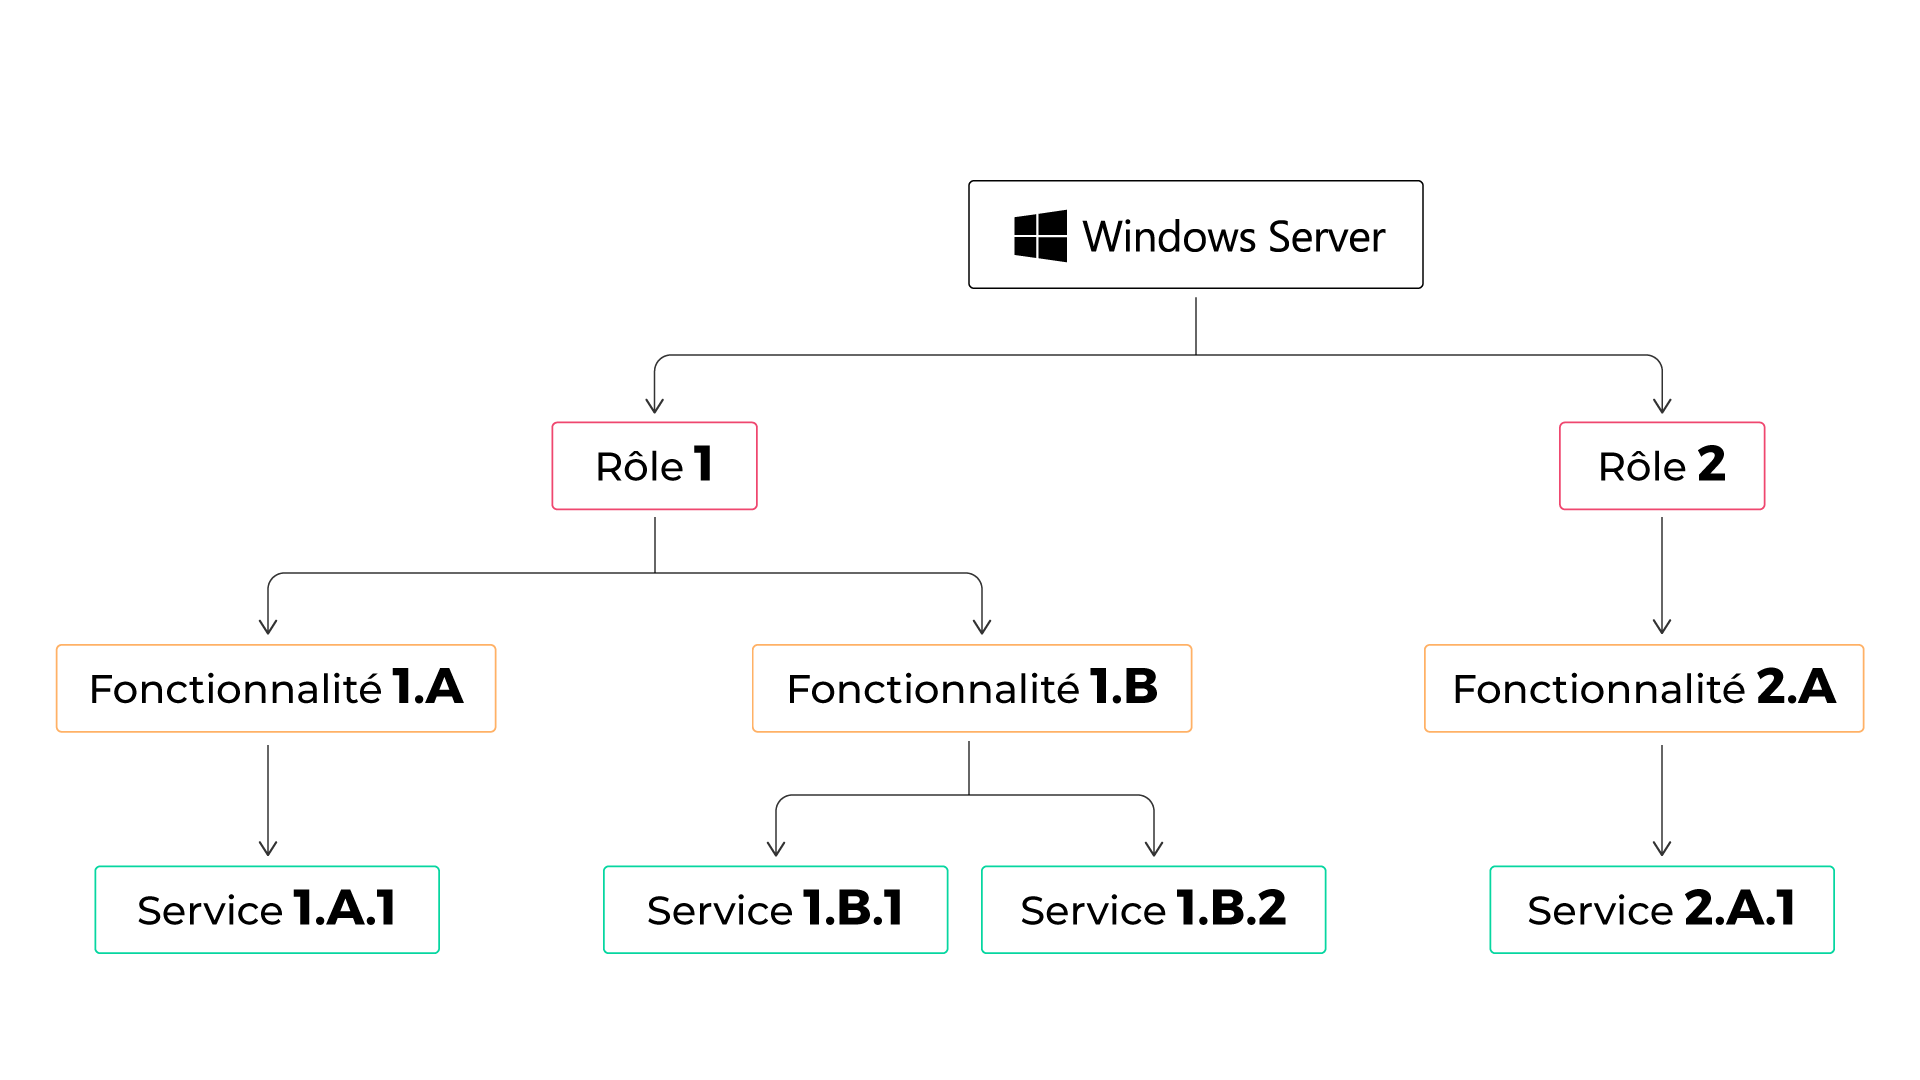 Windows Server
Rôle 1
Rôle 2
Fonctionnalité 1.A
Fonctionnalité 1.B
Fonctionnalité 2.A
Service 1.A.1
Service 1.B.1
Service 1.B.2
Service 2.A.1